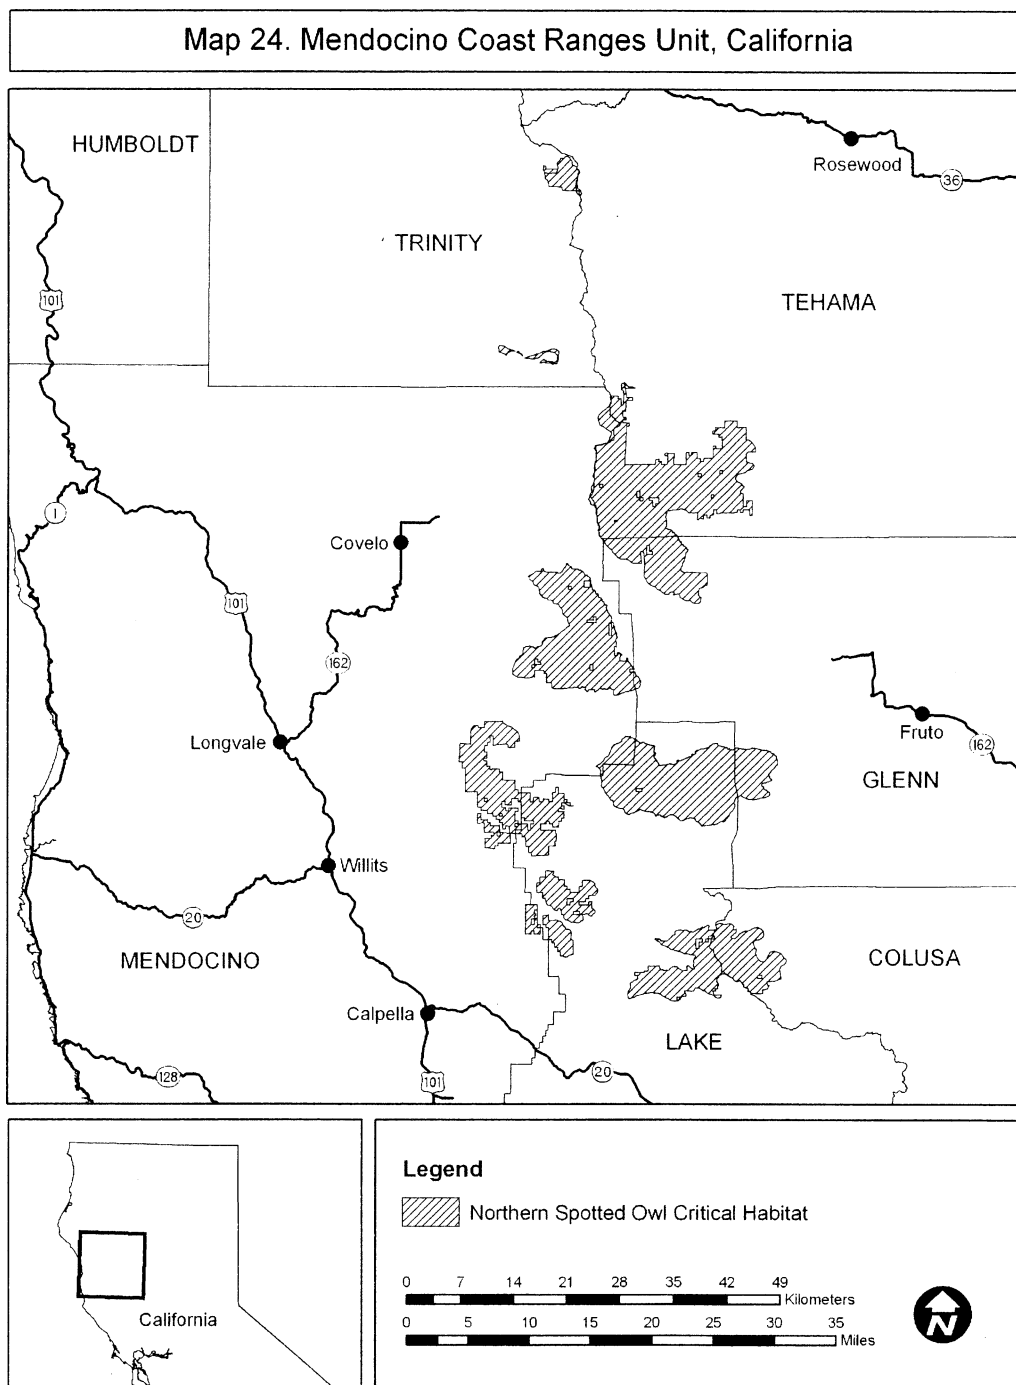 Map 24. Mendocino Coast Ranges Unit, California
HUMBOLDT
Rosewood
36
TRINITY
TEHAMA
101
1
Covelo
101
162
Longvale
Fruto
162
GLENN
Willits
20
MENDOCINO
COLUSA
Calpella
LAKE
128
101
20
Legend
Northern Spotted Owl Critical Habitat
0 7 14 21 28 35 42 49
Kilometers
0 5 10 15 20 25 30 35
Miles
N
California